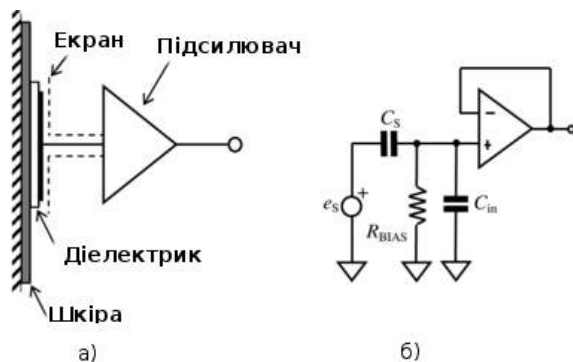 Екран
Підсилювач
Діелектрик
Шкіра
а)
C_S
e_S
+
R_BIAS
C_in
−
+
б)